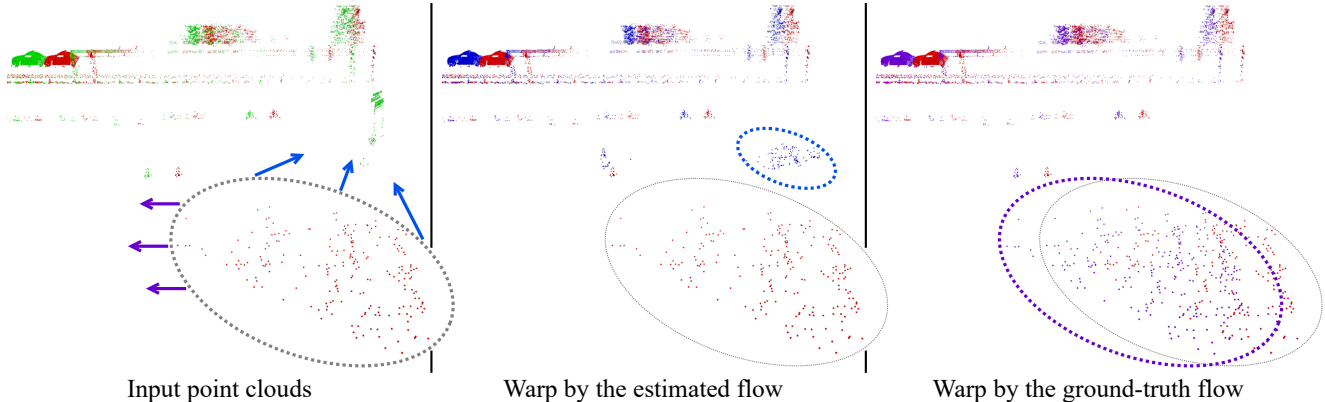 Input point clouds
Warp by the estimated flow
Warp by the ground-truth flow